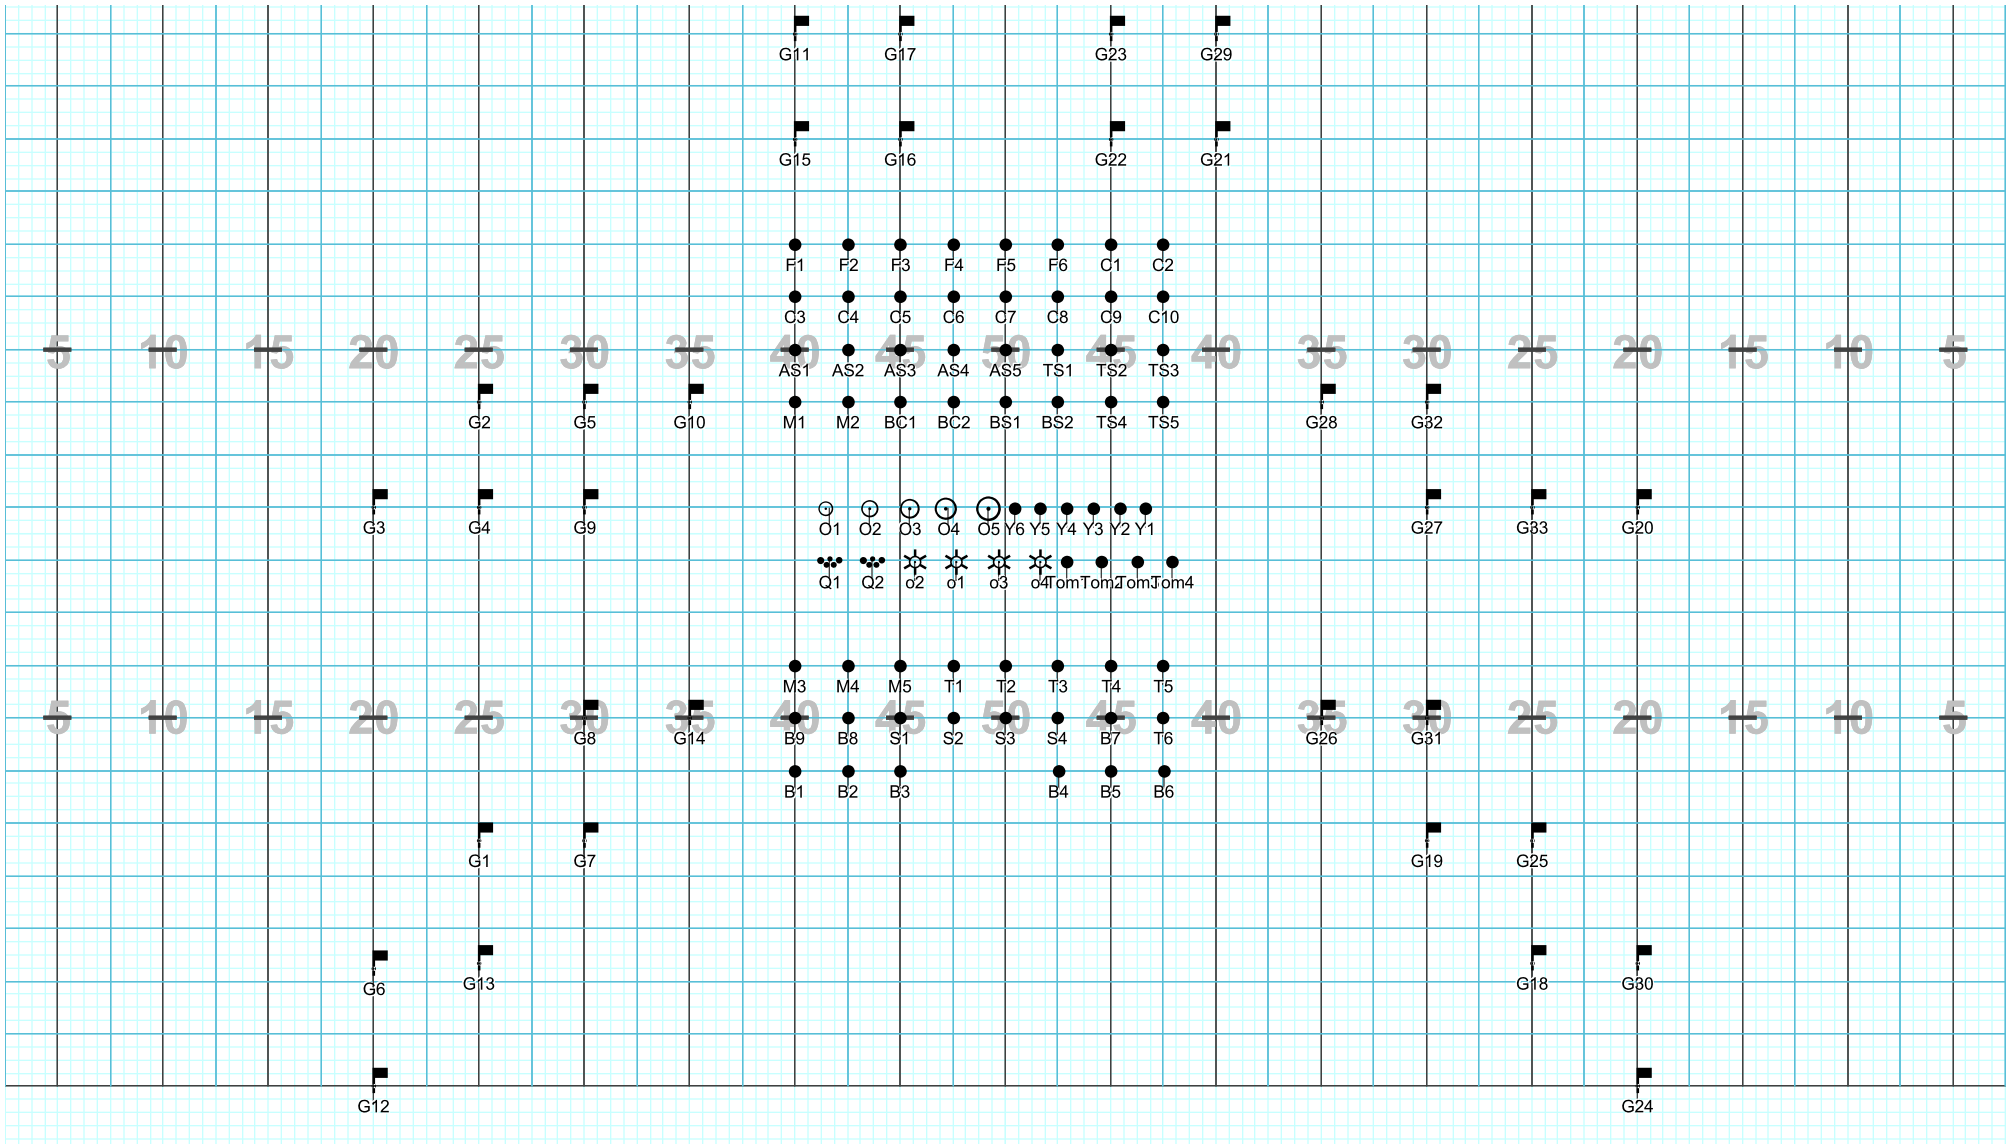 G11 G17 G23 G29
G15 G16 G22 G21
F1 F2 F3 F4 F5 F6 C1 C2
C3 C4 C5 C6 C7 C8 C9 C10
5 10 15 20 25 30 35 40 45 50 45 40 35 30 25 20 15 10 5
AS1 AS2 AS3 AS4 AS5 TS1 TS2 TS3
G2 G5 G10 M1 M2 BC1 BC2 BS1 BS2 TS4 TS5 G28 G32
G3 G4 G9 O1 O2 O3 O4 O5 Y6 Y5 Y4 Y3 Y2 Y1 G27 G33 G20
Q1 Q2 o2 o1 o3 o4 Tom1 Tom2 Tom3 Tom4
M3 M4 M5 T1 T2 T3 T4 T5
5 10 15 20 25 30 35 40 45 50 45 40 35 30 25 20 15 10 5
G8 G14 B9 B8 S1 S2 S3 S4 B7 T6 G26 G31
B1 B2 B3 B4 B5 B6
G1 G7 G19 G25
G6 G13 G18 G30
G12 G24